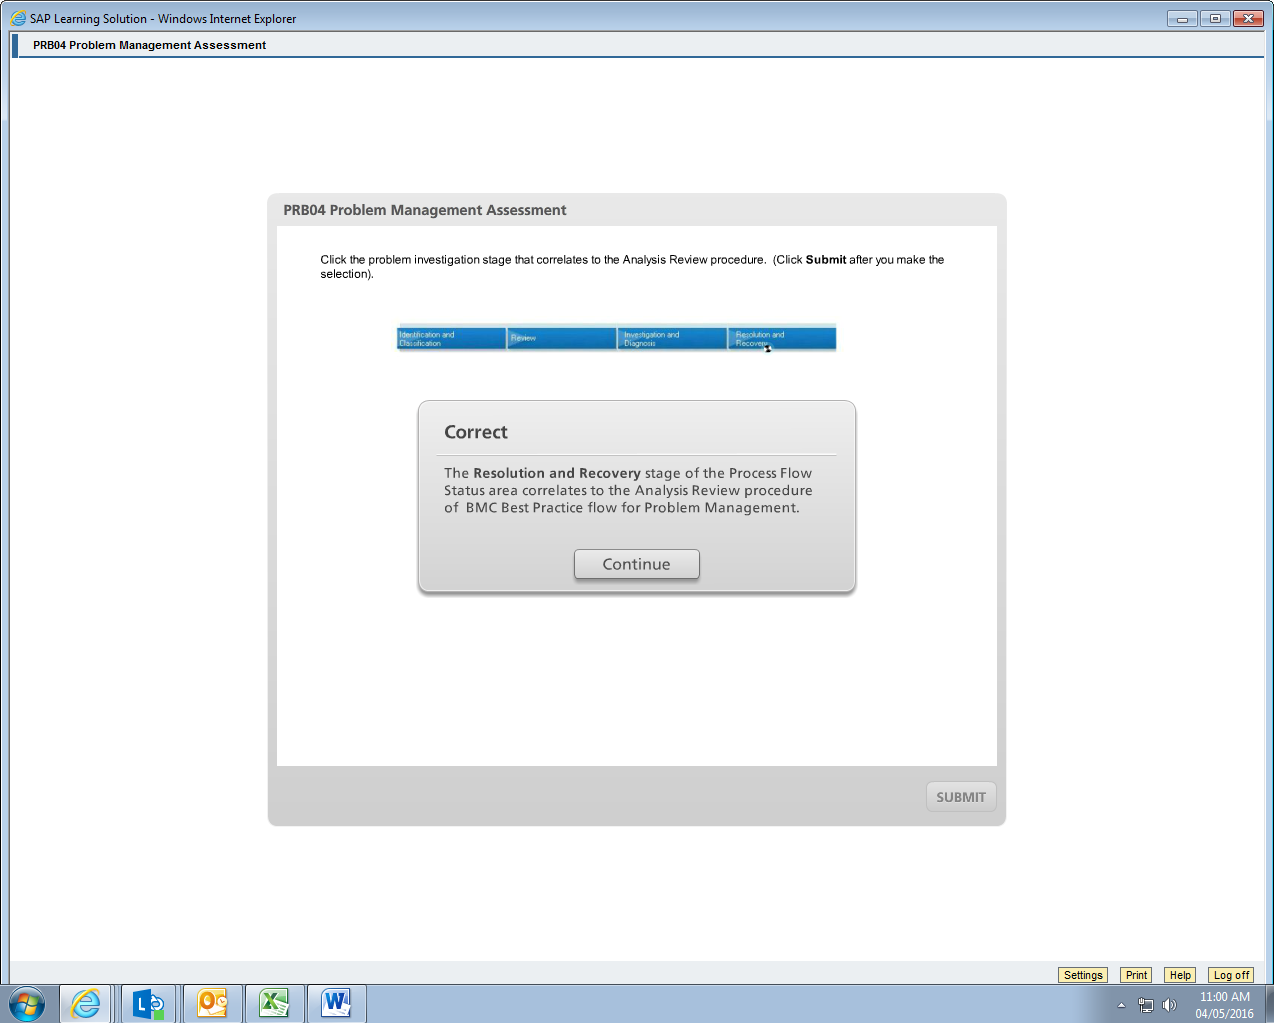 SAP Learning Solution - Windows Internet Explorer
PRB04 Problem Management Assessment
PRB04 Problem Management Assessment
Click the problem investigation stage that correlates to the Analysis Review procedure.  (Click Submit after you make the
selection).
Identification and
Classification
Review
Investigation and
Diagnosis
Resolution and
Recovery
Correct
The Resolution and Recovery stage of the Process Flow
Status area correlates to the Analysis Review procedure
of  BMC Best Practice flow for Problem Management.
Continue
SUBMIT
Settings Print Help Log off
11:00 AM
04/05/2016